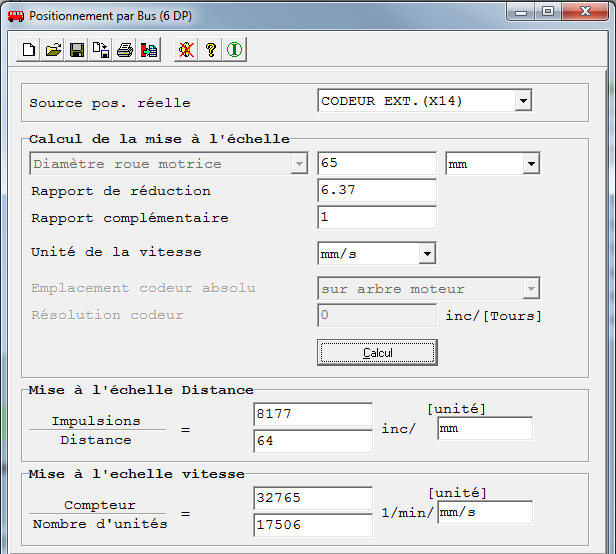 Positionnement par Bus (6 DP)
Source pos. réelle CODEUR EXT.(X14)
Calcul de la mise à l'échelle
Diamètre roue motrice 65 mm
Rapport de réduction 6.37
Rapport complémentaire 1
Unité de la vitesse mm/s
Emplacement codeur absolu sur arbre moteur
Résolution codeur 0 inc/[Tours]
Calcul
Mise à l'échelle Distance
Impulsions 8177 [unité]
= inc/ mm
Distance 64
Mise à l'echelle vitesse
Compteur 32765 [unité]
= 1/min/ mm/s
Nombre d'unités 17506